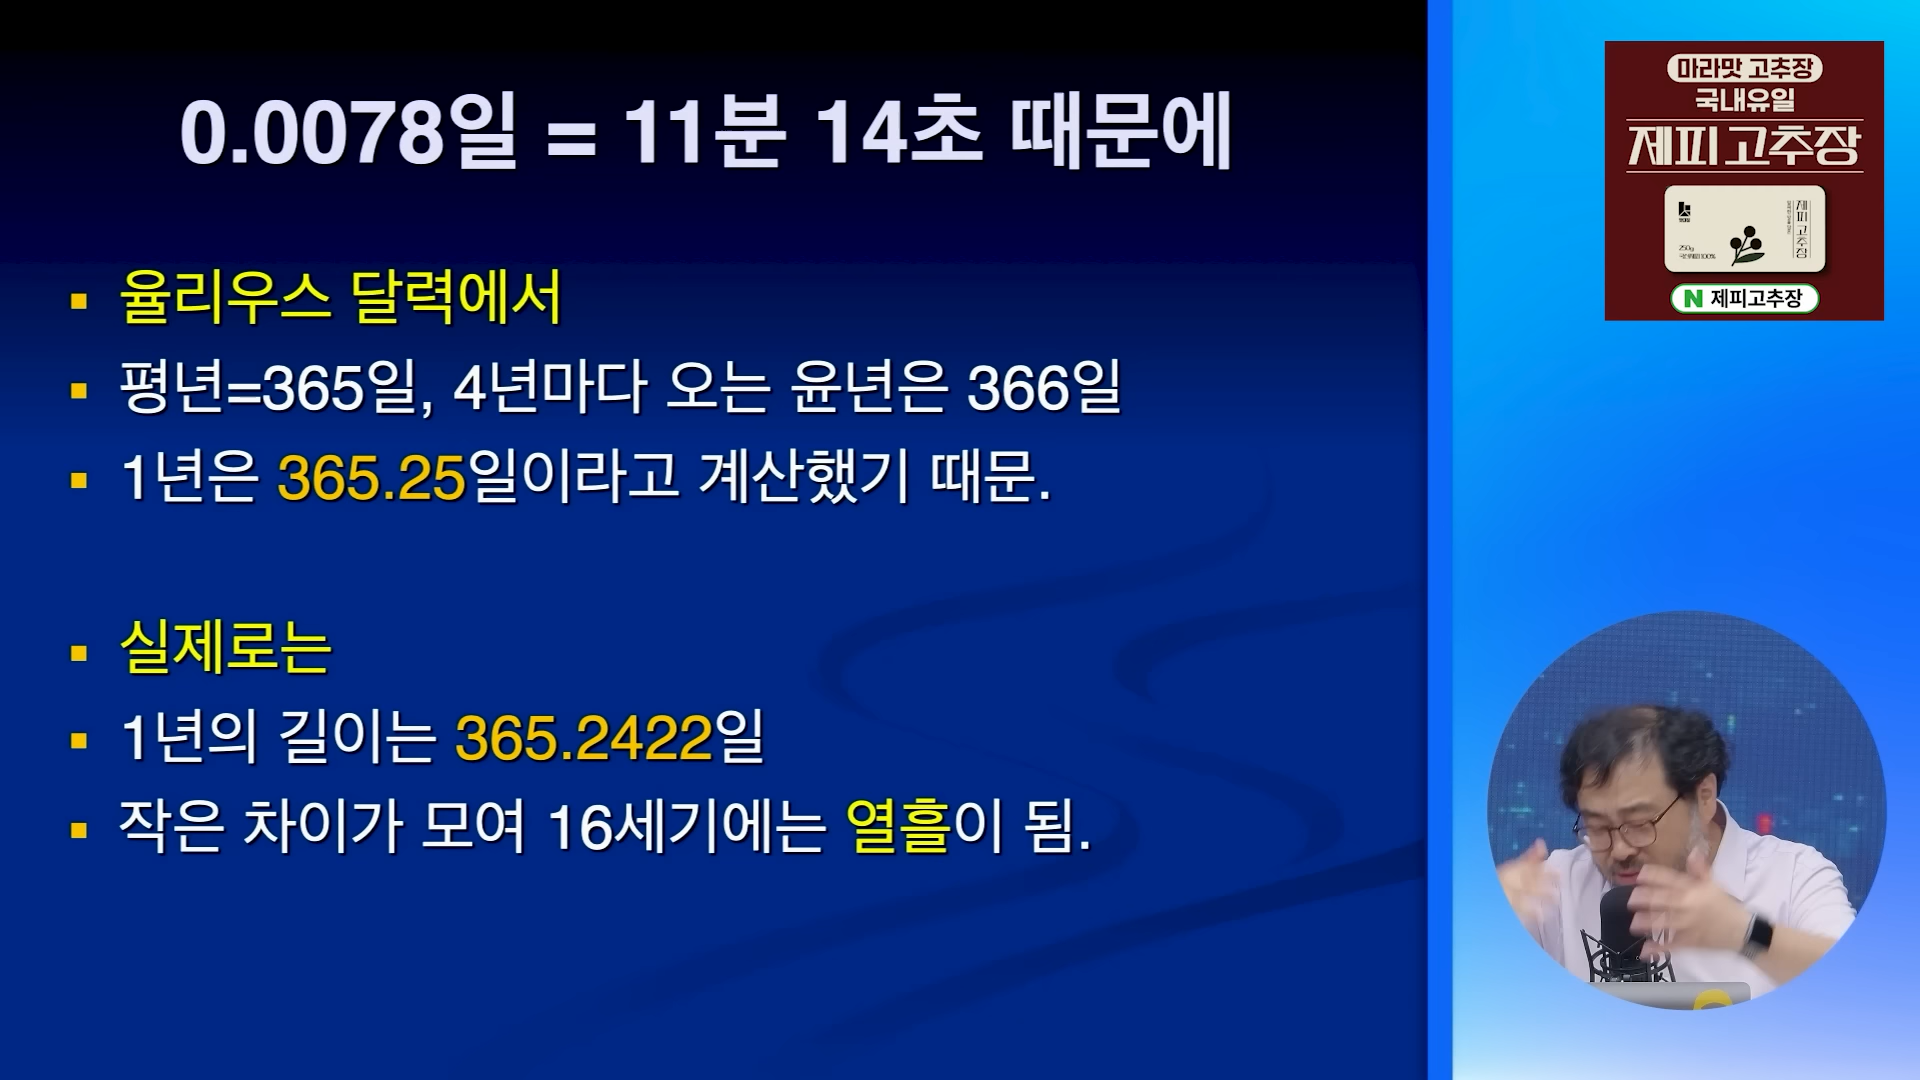 0.0078일 = 11분 14초 때문에
율리우스 달력에서
평년=365일, 4년마다 오는 윤년은 366일
1년은 365.25일이라고 계산했기 때문.
실제로는
1년의 길이는 365.2422일
작은 차이가 모여 16세기에는 열흘이 됨.
마라맛 고추장
국내유일
제피고추장
제피고추장
250g
N 제피고추장